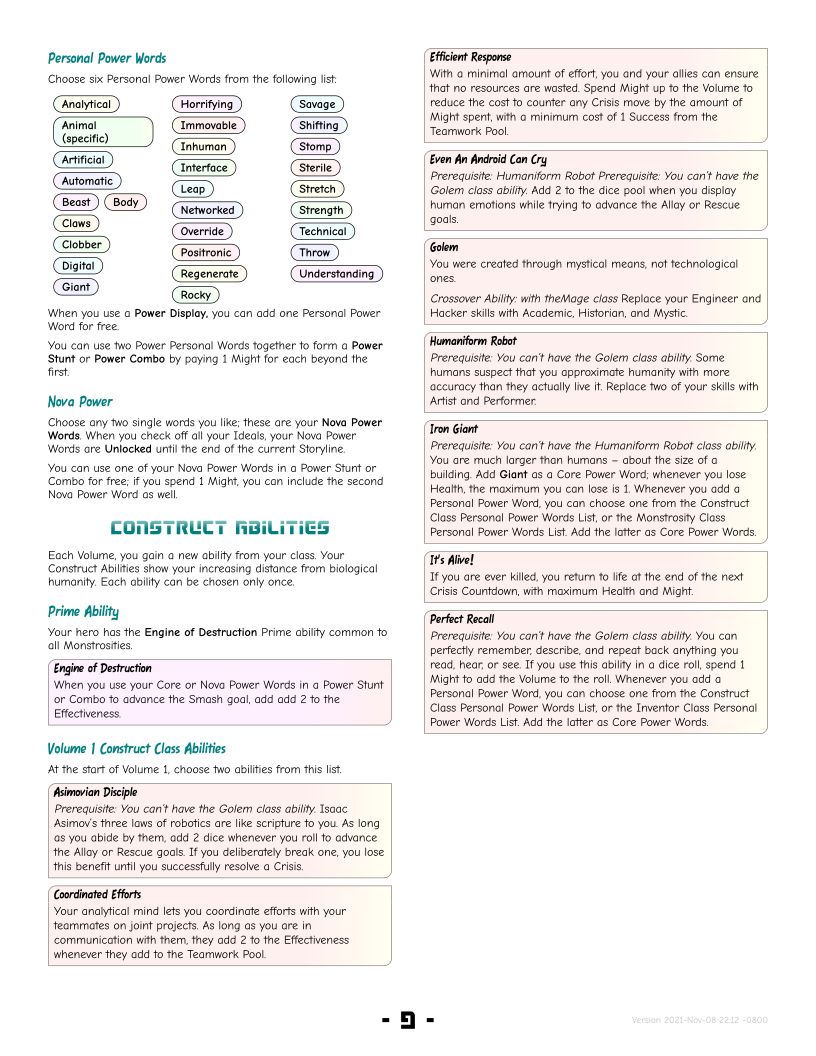 Personal Power Words
Choose six Personal Power Words from the following list:
Analytical
Animal
(specific)
Artificial
Automatic
Beast Body
Claws
Clobber
Digital
Giant
Horrifying
Immovable
Inhuman
Interface
Leap
Networked
Override
Positronic
Regenerate
Rocky
Savage
Shifting
Stomp
Sterile
Stretch
Strength
Technical
Throw
Understanding
When you use a Power Display, you can add one Personal Power
Word for free.
You can use two Power Personal Words together to form a Power
Stunt or Power Combo by paying 1 Might for each beyond the
first.
Nova Power
Choose any two single words you like; these are your Nova Power
Words. When you check off all your Ideals, your Nova Power
Words are Unlocked until the end of the current Storyline.
You can use one of your Nova Power Words in a Power Stunt or
Combo for free; if you spend 1 Might, you can include the second
Nova Power Word as well.
Construct Abilities
Each Volume, you gain a new ability from your class. Your
Construct Abilities show your increasing distance from biological
humanity. Each ability can be chosen only once.
Prime Ability
Your hero has the Engine of Destruction Prime ability common to
all Monstrosities.
Engine of Destruction
When you use your Core or Nova Power Words in a Power Stunt
or Combo to advance the Smash goal, add add 2 to the
Effectiveness.
Volume 1 Construct Class Abilities
At the start of Volume 1, choose two abilities from this list.
Asimovian Disciple
Prerequisite: You can't have the Golem class ability. Isaac
Asimov's three laws of robotics are like scripture to you. As long
as you abide by them, add 2 dice whenever you roll to advance
the Allay or Rescue goals. If you deliberately break one, you lose
this benefit until you successfully resolve a Crisis.
Coordinated Efforts
Your analytical mind lets you coordinate efforts with your
teammates on joint projects. As long as you are in
communication with them, they add 2 to the Effectiveness
whenever they add to the Teamwork Pool.
Efficient Response
With a minimal amount of effort, you and your allies can ensure
that no resources are wasted. Spend Might up to the Volume to
reduce the cost to counter any Crisis move by the amount of
Might spent, with a minimum cost of 1 Success from the
Teamwork Pool.
Even An Android Can Cry
Prerequisite: Humaniform Robot Prerequisite: You can't have the
Golem class ability. Add 2 to the dice pool when you display
human emotions while trying to advance the Allay or Rescue
goals.
Golem
You were created through mystical means, not technological
ones.
Crossover Ability: with theMage class Replace your Engineer and
Hacker skills with Academic, Historian, and Mystic.
Humaniform Robot
Prerequisite: You can't have the Golem class ability. Some
humans suspect that you approximate humanity with more
accuracy than they actually live it. Replace two of your skills with
Artist and Performer.
Iron Giant
Prerequisite: You can't have the Humaniform Robot class ability.
You are much larger than humans – about the size of a
building. Add Giant as a Core Power Word; whenever you lose
Health, the maximum you can lose is 1. Whenever you add a
Personal Power Word, you can choose one from the Construct
Class Personal Power Words List, or the Monstrosity Class
Personal Power Words List. Add the latter as Core Power Words.
It's Alive!
If you are ever killed, you return to life at the end of the next
Crisis Countdown, with maximum Health and Might.
Perfect Recall
Prerequisite: You can't have the Golem class ability. You can
perfectly remember, describe, and repeat back anything you
read, hear, or see. If you use this ability in a dice roll, spend 1
Might to add the Volume to the roll. Whenever you add a
Personal Power Word, you can choose one from the Construct
Class Personal Power Words List, or the Inventor Class Personal
Power Words List. Add the latter as Core Power Words.
- 9 -
Version 2021-Nov-08 22:12 -0800